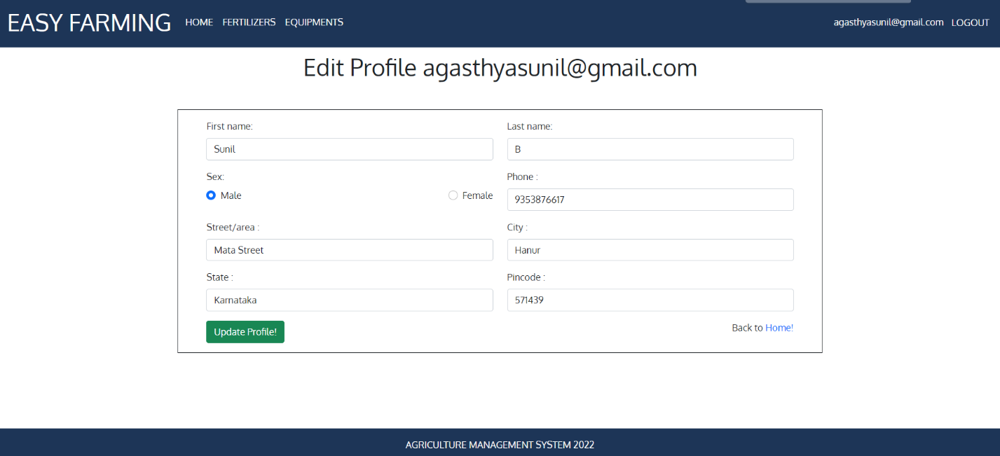 EASY FARMING HOME FERTILIZERS EQUIPMENTS agasthyasunil@gmail.com LOGOUT
Edit Profile agasthyasunil@gmail.com
First name: Last name:
Sunil B
Sex: Phone :
Male Female 9353876617
Street/area : City :
Mata Street Hanur
State : Pincode :
Karnataka 571439
Update Profile! Back to Home!
AGRICULTURE MANAGEMENT SYSTEM 2022